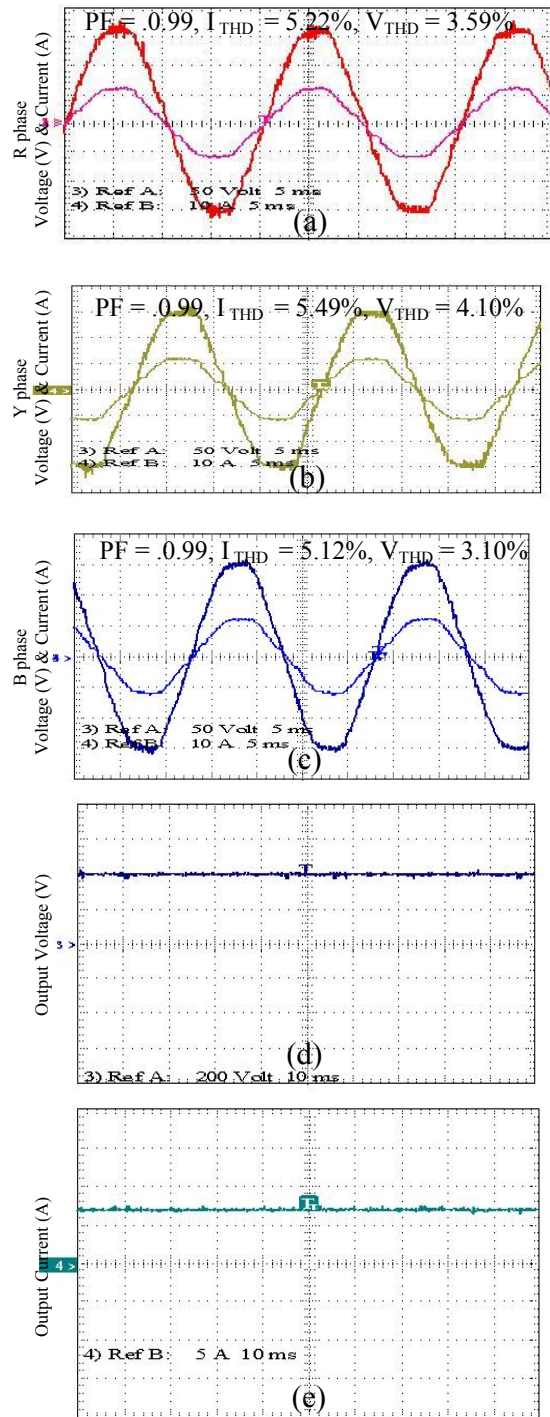 PF = .0.99, I THD = 5.22%, V THD = 3.59%
R phase
Voltage (V) & Current (A)
3) Ref A: 50 Volt 5 ms
4) Ref B: 10 A 5 ms
(a)
PF = .0.99, I THD = 5.49%, V THD = 4.10%
Y phase
Voltage (V) & Current (A)
T
3) Ref A: 50 Volt 5 ms
4) Ref B: 10 A 5 ms
(b)
PF = .0.99, I THD = 5.12%, V THD = 3.10%
B phase
Voltage (V) & Current (A)
3) Ref A: 50 Volt 5 ms
4) Ref B: 10 A 5 ms
(c)
Output Voltage (V)
T
3 >
3) Ref A: 200 Volt 10 ms
(d)
Output Current (A)
T
4 >
4) Ref B: 5 A 10 ms
(e)